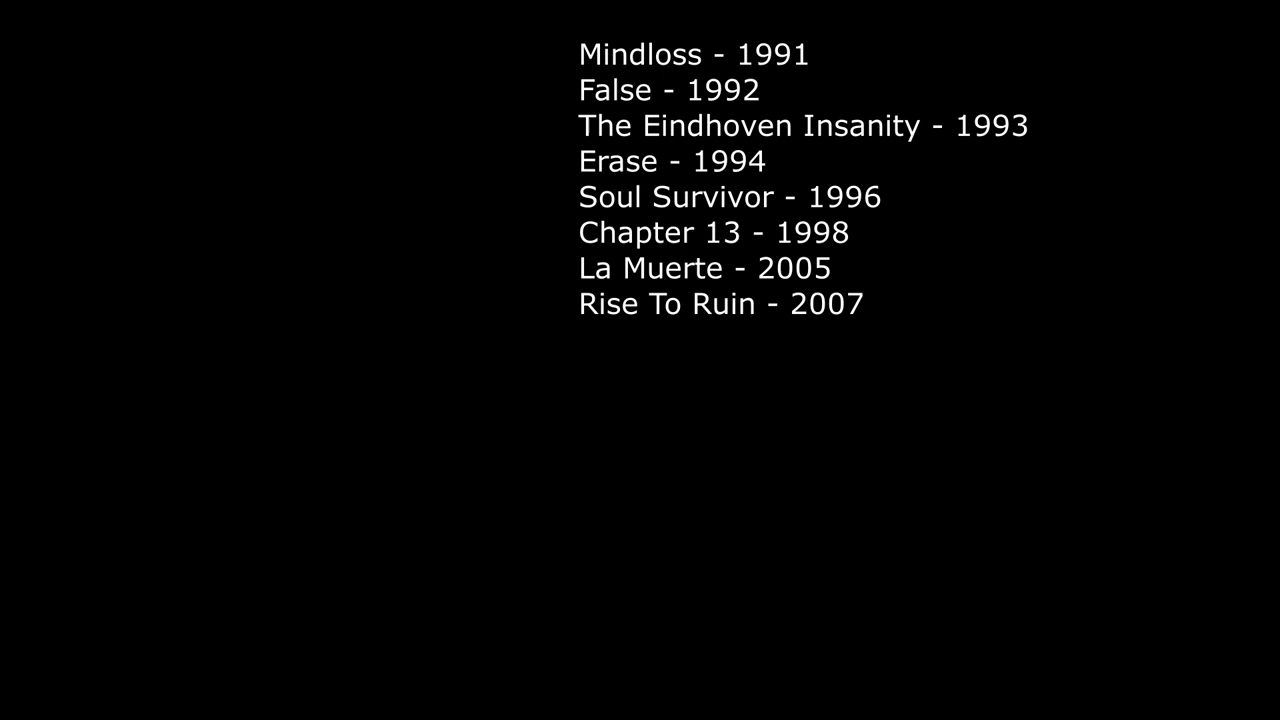 Mindloss - 1991
False - 1992
The Eindhoven Insanity - 1993
Erase - 1994
Soul Survivor - 1996
Chapter 13 - 1998
La Muerte - 2005
Rise To Ruin - 2007